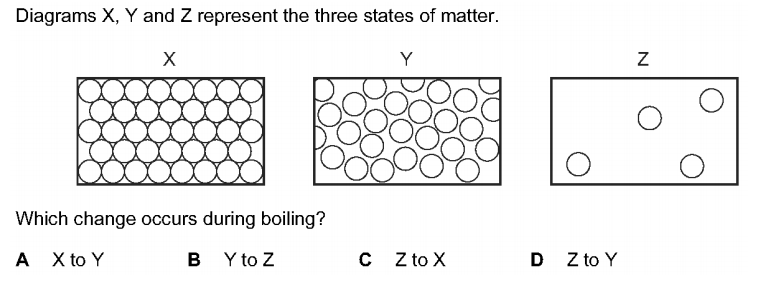 Diagrams X, Y and Z represent the three states of matter.
X Y Z
Which change occurs during boiling?
A X to Y B Y to Z C Z to X D Z to Y